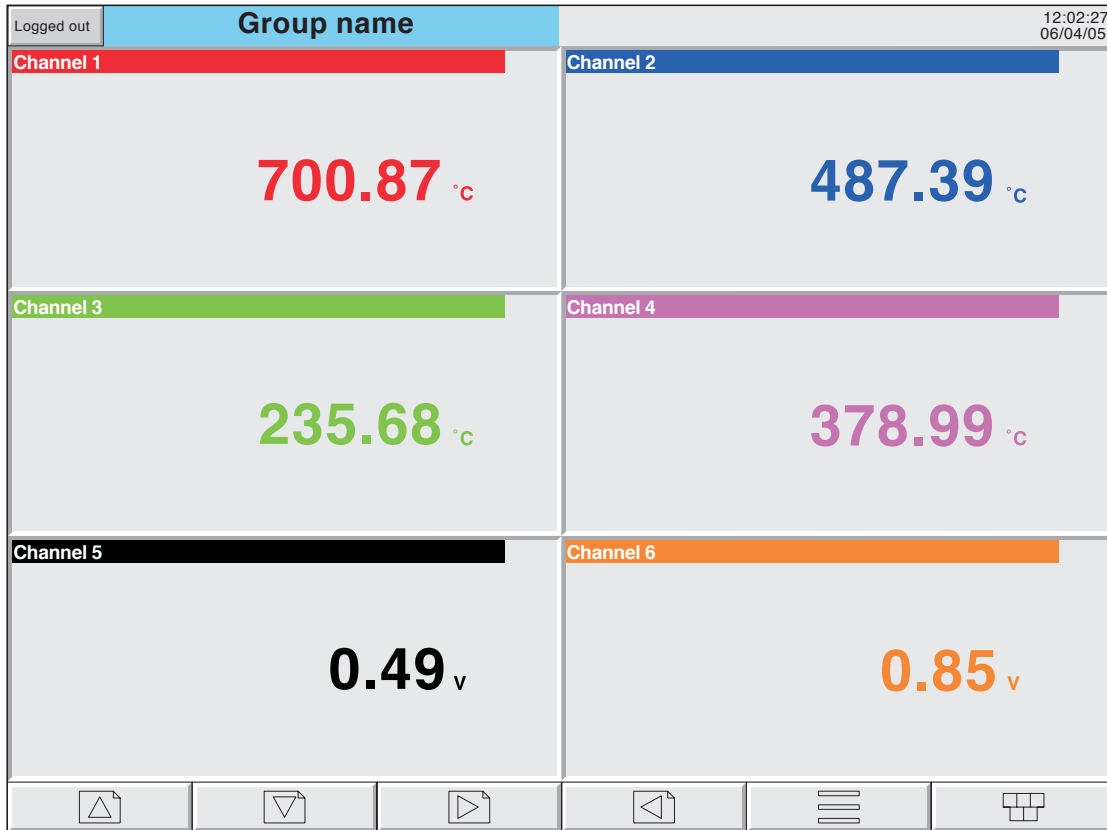 Logged out
Group name
12:02:27
06/04/05
Channel 1
700.87 °C
Channel 2
487.39 °C
Channel 3
235.68 °C
Channel 4
378.99 °C
Channel 5
0.49 V
Channel 6
0.85 V